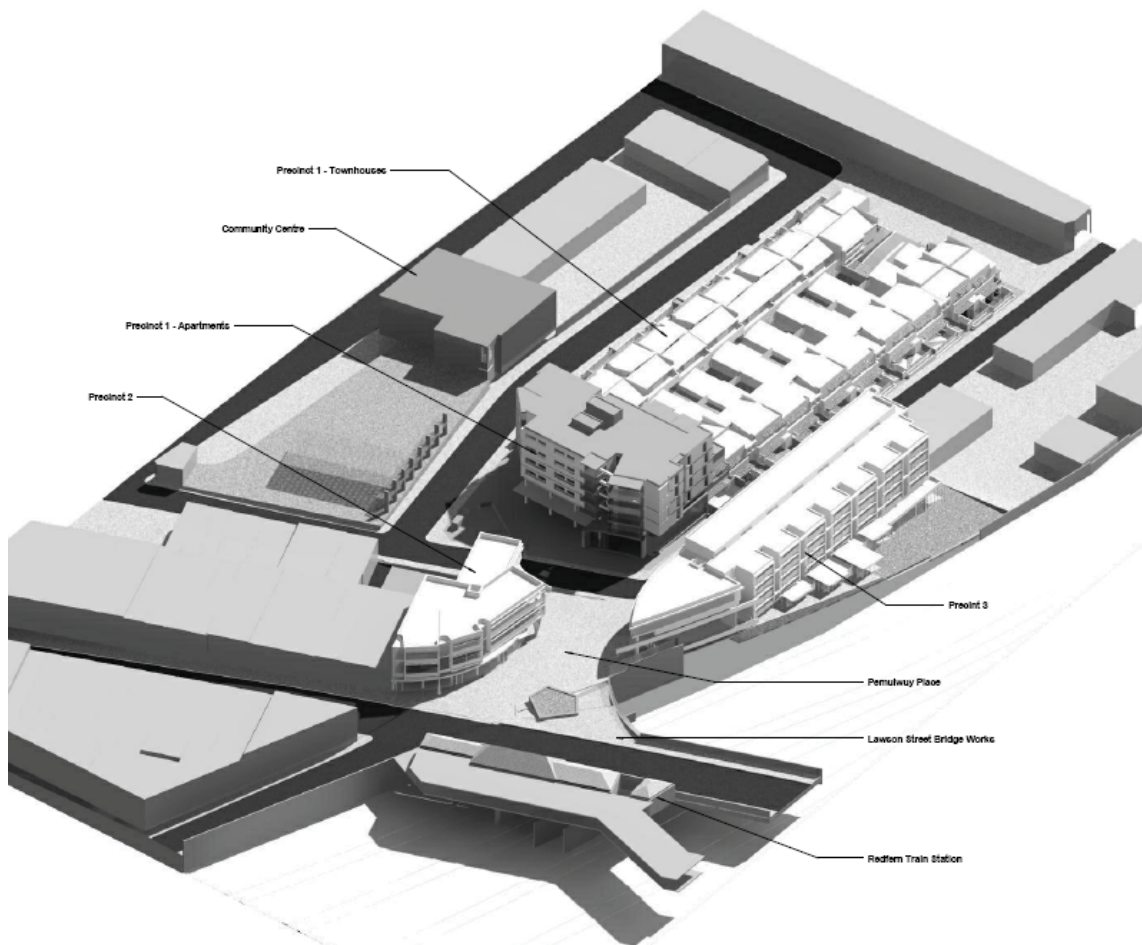 Precinct 1 - Townhouses
Community Centre
Precinct 1 - Apartments
Precinct 2
Precint 3
Pemulwuy Place
Lawson Street Bridge Works
Redfern Train Station